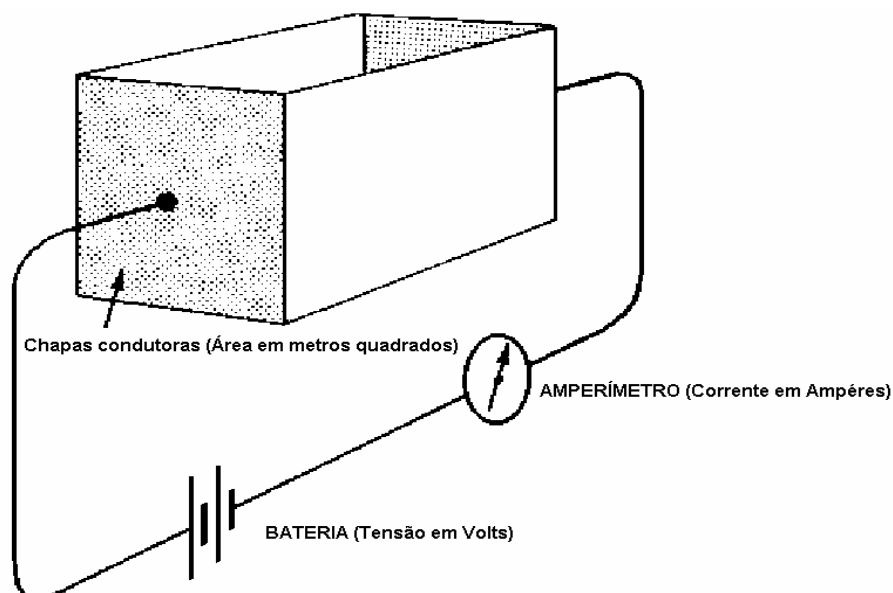 Chapas condutoras (Área em metros quadrados)
AMPERÍMETRO (Corrente em Ampéres)
BATERIA (Tensão em Volts)